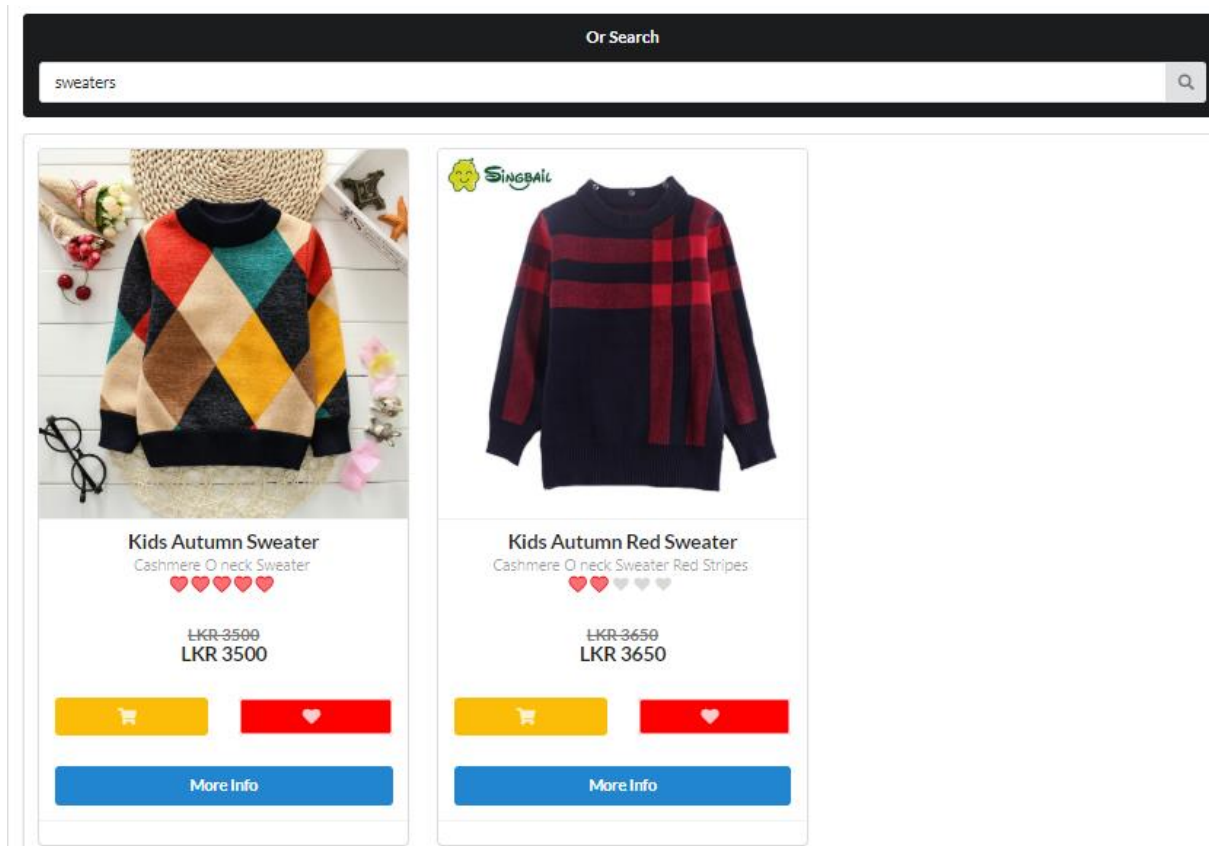 Or Search
sweaters
SINGBAIL
Kids Autumn Sweater
Cashmere O neck Sweater
LKR 3500
LKR 3500
More Info
Kids Autumn Red Sweater
Cashmere O neck Sweater Red Stripes
LKR 3650
LKR 3650
More Info